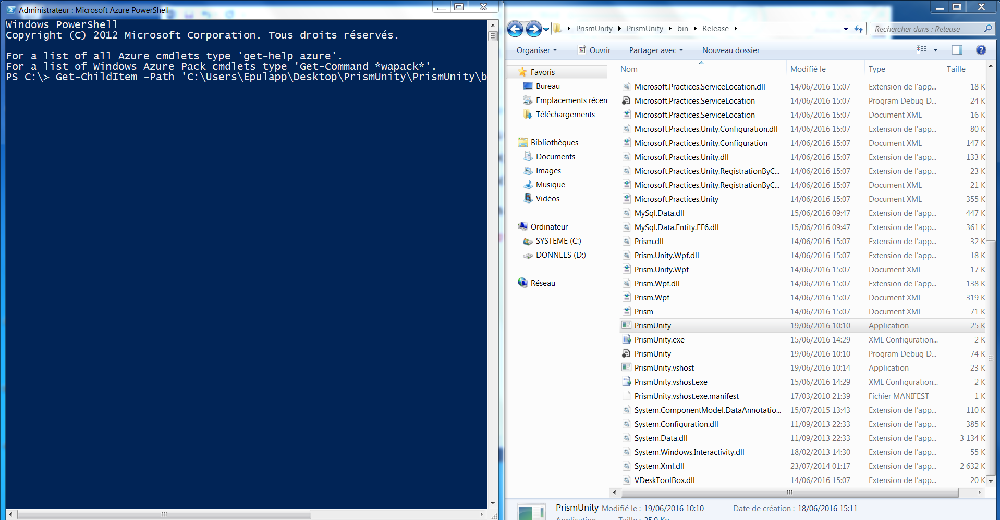 Administrateur : Microsoft Azure PowerShell
Windows PowerShell
Copyright (C) 2012 Microsoft Corporation. Tous droits réservés.
For a list of all Azure cmdlets type 'get-help azure'.
For a list of Windows Azure Pack cmdlets type 'Get-Command *wapack*'.
PS C:\> Get-ChildItem -Path 'C:\Users\Epulapp\Desktop\PrismUnity\PrismUnity\b
PrismUnity PrismUnity bin Release
Rechercher dans : Release
Organiser Ouvrir Partager avec Nouveau dossier
Favoris
Bureau
Emplacements récen
Téléchargements
Bibliothèques
Documents
Images
Musique
Vidéos
Ordinateur
SYSTEME (C:)
DONNEES (D:)
Réseau
Nom Modifié le Type Taille
Microsoft.Practices.ServiceLocation.dll 14/06/2016 15:07 Extension de l'app... 18 K
Microsoft.Practices.ServiceLocation 14/06/2016 15:07 Program Debug D... 24 K
Microsoft.Practices.ServiceLocation 14/06/2016 15:07 Document XML 16 K
Microsoft.Practices.Unity.Configuration.dll 14/06/2016 15:07 Extension de l'app... 80 K
Microsoft.Practices.Unity.Configuration 14/06/2016 15:07 Document XML 147 K
Microsoft.Practices.Unity.dll 14/06/2016 15:07 Extension de l'app... 133 K
Microsoft.Practices.Unity.RegistrationByC... 14/06/2016 15:07 Extension de l'app... 23 K
Microsoft.Practices.Unity.RegistrationByC... 14/06/2016 15:07 Document XML 21 K
Microsoft.Practices.Unity 14/06/2016 15:07 Document XML 355 K
MySql.Data.dll 15/06/2016 09:47 Extension de l'app... 447 K
MySql.Data.Entity.EF6.dll 15/06/2016 09:47 Extension de l'app... 361 K
Prism.dll 14/06/2016 15:07 Extension de l'app... 32 K
Prism.Unity.Wpf.dll 14/06/2016 15:07 Extension de l'app... 18 K
Prism.Unity.Wpf 14/06/2016 15:07 Document XML 17 K
Prism.Wpf.dll 14/06/2016 15:07 Extension de l'app... 138 K
Prism.Wpf 14/06/2016 15:07 Document XML 319 K
Prism 14/06/2016 15:07 Document XML 71 K
PrismUnity 19/06/2016 10:10 Application 25 K
PrismUnity.exe 15/06/2016 14:29 XML Configuration... 2 K
PrismUnity 19/06/2016 10:10 Program Debug D... 74 K
PrismUnity.vshost 19/06/2016 10:14 Application 23 K
PrismUnity.vshost.exe 15/06/2016 14:29 XML Configuration... 2 K
PrismUnity.vshost.exe.manifest 17/03/2010 21:39 Fichier MANIFEST 1 K
System.ComponentModel.DataAnnotatio... 15/07/2015 13:43 Extension de l'app... 110 K
System.Configuration.dll 11/09/2013 22:33 Extension de l'app... 385 K
System.Data.dll 11/09/2013 22:33 Extension de l'app... 3 134 K
System.Windows.Interactivity.dll 18/02/2013 14:30 Extension de l'app... 55 K
System.Xml.dll 23/07/2014 01:17 Extension de l'app... 2 632 K
VDeskToolBox.dll 14/06/2016 15:07 Extension de l'app... 20 K
PrismUnity Modifié le : 19/06/2016 10:10 Date de création : 18/06/2016 15:11
Application Taille : 25,0 Ko